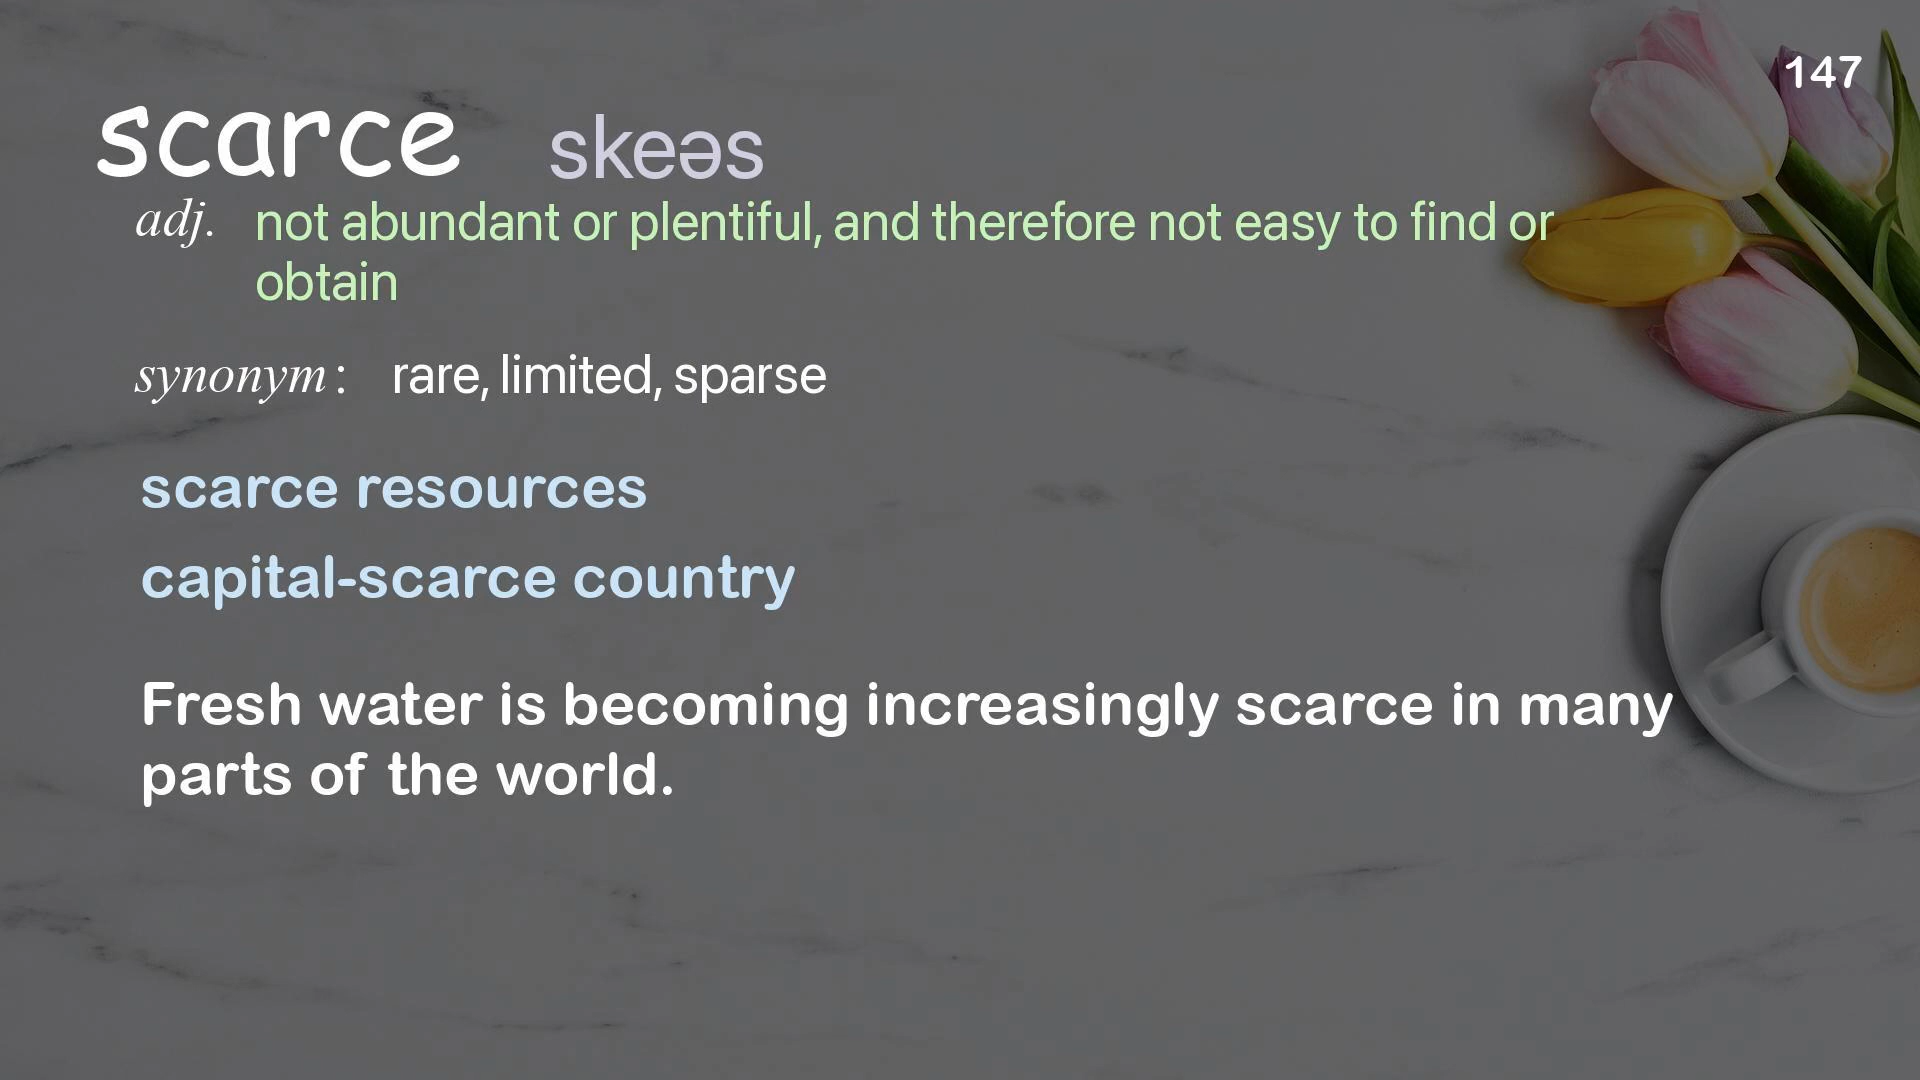 147
scarce skeəs
adj. not abundant or plentiful, and therefore not easy to find or
obtain
synonym: rare, limited, sparse
scarce resources
capital-scarce country
Fresh water is becoming increasingly scarce in many
parts of the world.